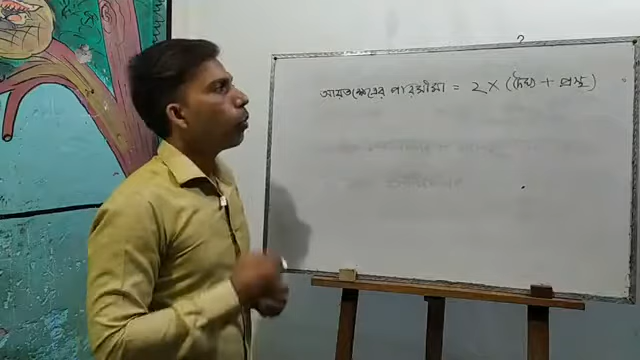 আয়তক্ষেত্রের পরিসীমা = 2 × (দৈর্ঘ্য + প্রস্থ)